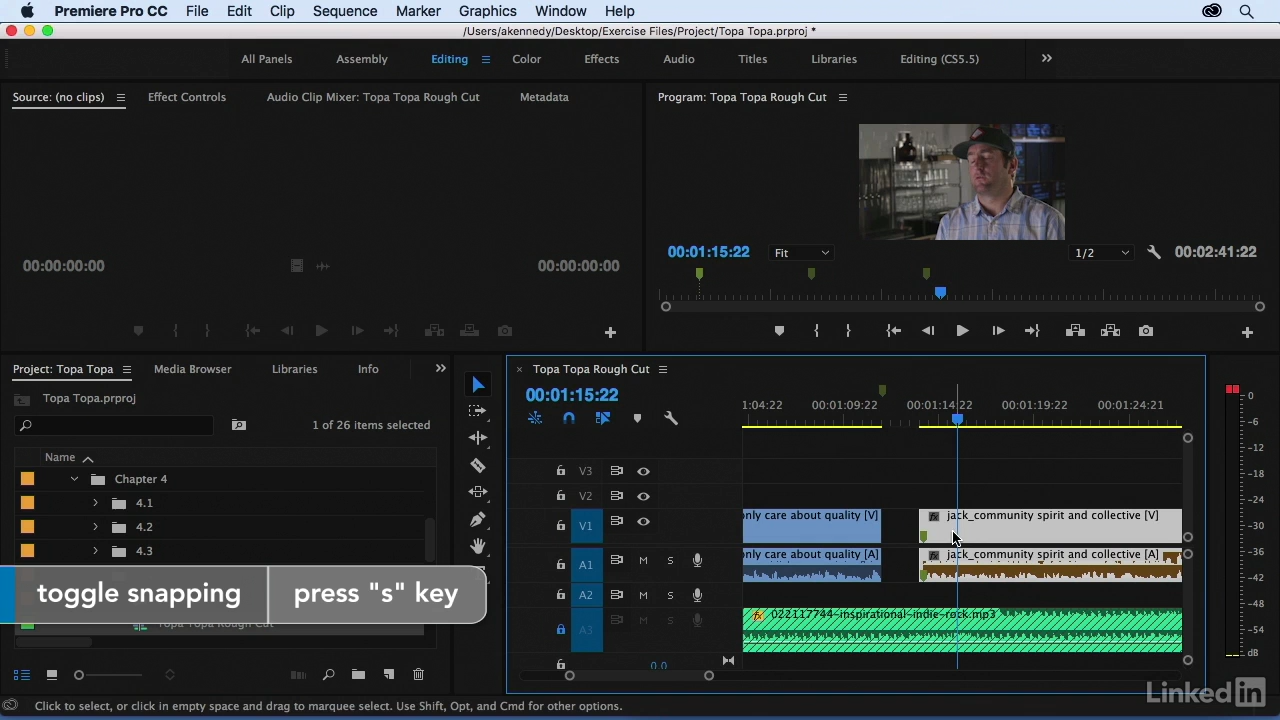 Premiere Pro CC File Edit Clip Sequence Marker Graphics Window Help
/Users/akennedy/Desktop/Exercise Files/Project/Topa Topa.prproj *
All Panels Assembly Editing Color Effects Audio Titles Libraries Editing (CS5.5)
Source: (no clips) Effect Controls Audio Clip Mixer: Topa Topa Rough Cut Metadata
Program: Topa Topa Rough Cut
00:00:00:00 00:00:00:00
00:01:15:22 Fit 1/2 00:02:41:22
Project: Topa Topa Media Browser Libraries Info
Topa Topa.prproj
1 of 26 items selected
Name
Chapter 4
4.1
4.2
4.3
toggle snapping press "s" key
Topa Topa Rough Cut
Topa Topa Rough Cut
00:01:15:22
1:04:22 00:01:09:22 00:01:14:22 00:01:19:22 00:01:24:21
V3
V2
V1
only care about quality [V] jack_community spirit and collective [V]
A1 M S
only care about quality [A] jack_community spirit and collective [A]
A2 M S
A3 M S
fx 022117744-inspirational-indie-rock.mp3
0.0
0
-6
-12
-18
-24
-30
-36
-42
-48
-54
dB
Click to select, or click in empty space and drag to marquee select. Use Shift, Opt, and Cmd for other options.
LinkedIn